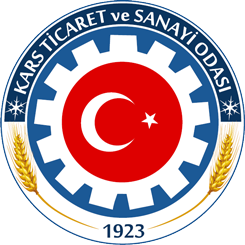 KARS TİCARET ve SANAYİ ODASI
1923